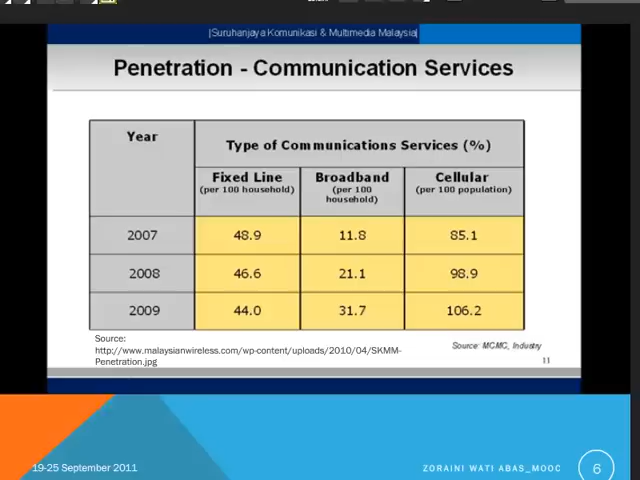 |Suruhanjaya Komunikasi & Multimedia Malaysia|
Penetration - Communication Services
Year
Type of Communications Services (%)
Fixed Line
(per 100 household)
Broadband
(per 100
household)
Cellular
(per 100 population)
2007 48.9 11.8 85.1
2008 46.6 21.1 98.9
2009 44.0 31.7 106.2
Source:
http://www.malaysianwireless.com/wp-content/uploads/2010/04/SKMM-
Penetration.jpg
Source: MCMC, Industry
11
19-25 September 2011
ZORAINI WATI ABAS_MOOC
6